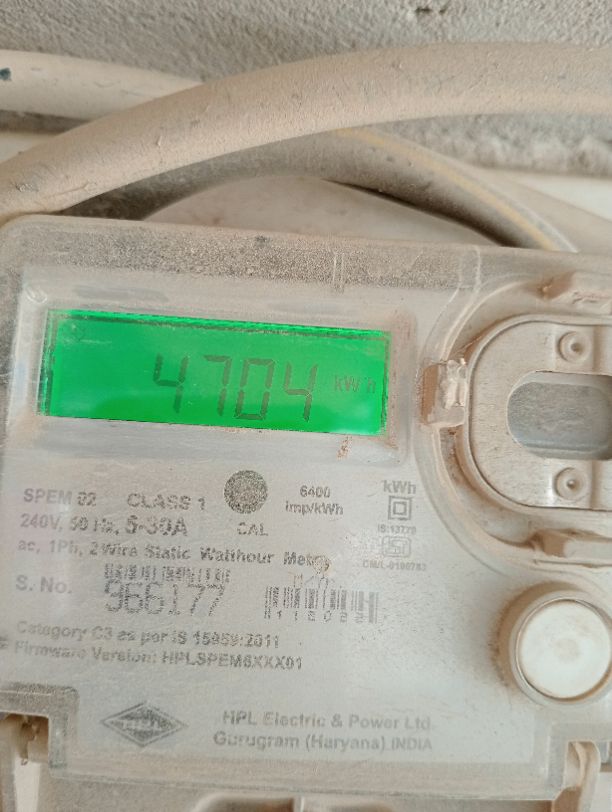 4704 kWh
SPEM 02 CLASS 1 6400 imp/kWh kWh
240V, 50 Hz, 5-30A CAL IS:13779
ac, 1Ph, 2 Wire Static Watthour Meter
S. No. 966177
Category C3 as per IS 15959:2011
Firmware Version: HPLSPEM6XXX01
HPL Electric & Power Ltd.
Gurugram (Haryana) INDIA